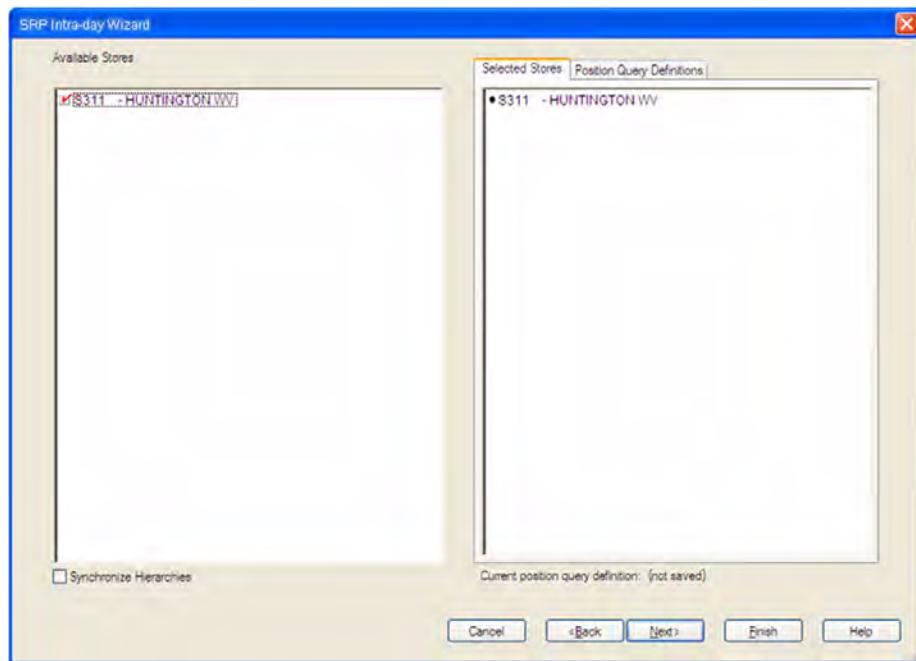 SRP Intra-day Wizard
Available Stores
Selected Stores
Position Query Definitions
S311 - HUNTINGTON WV
S311 - HUNTINGTON WV
Synchronize Hierarchies
Current position query definition: (not saved)
Cancel
<Back
Next>
Finish
Help